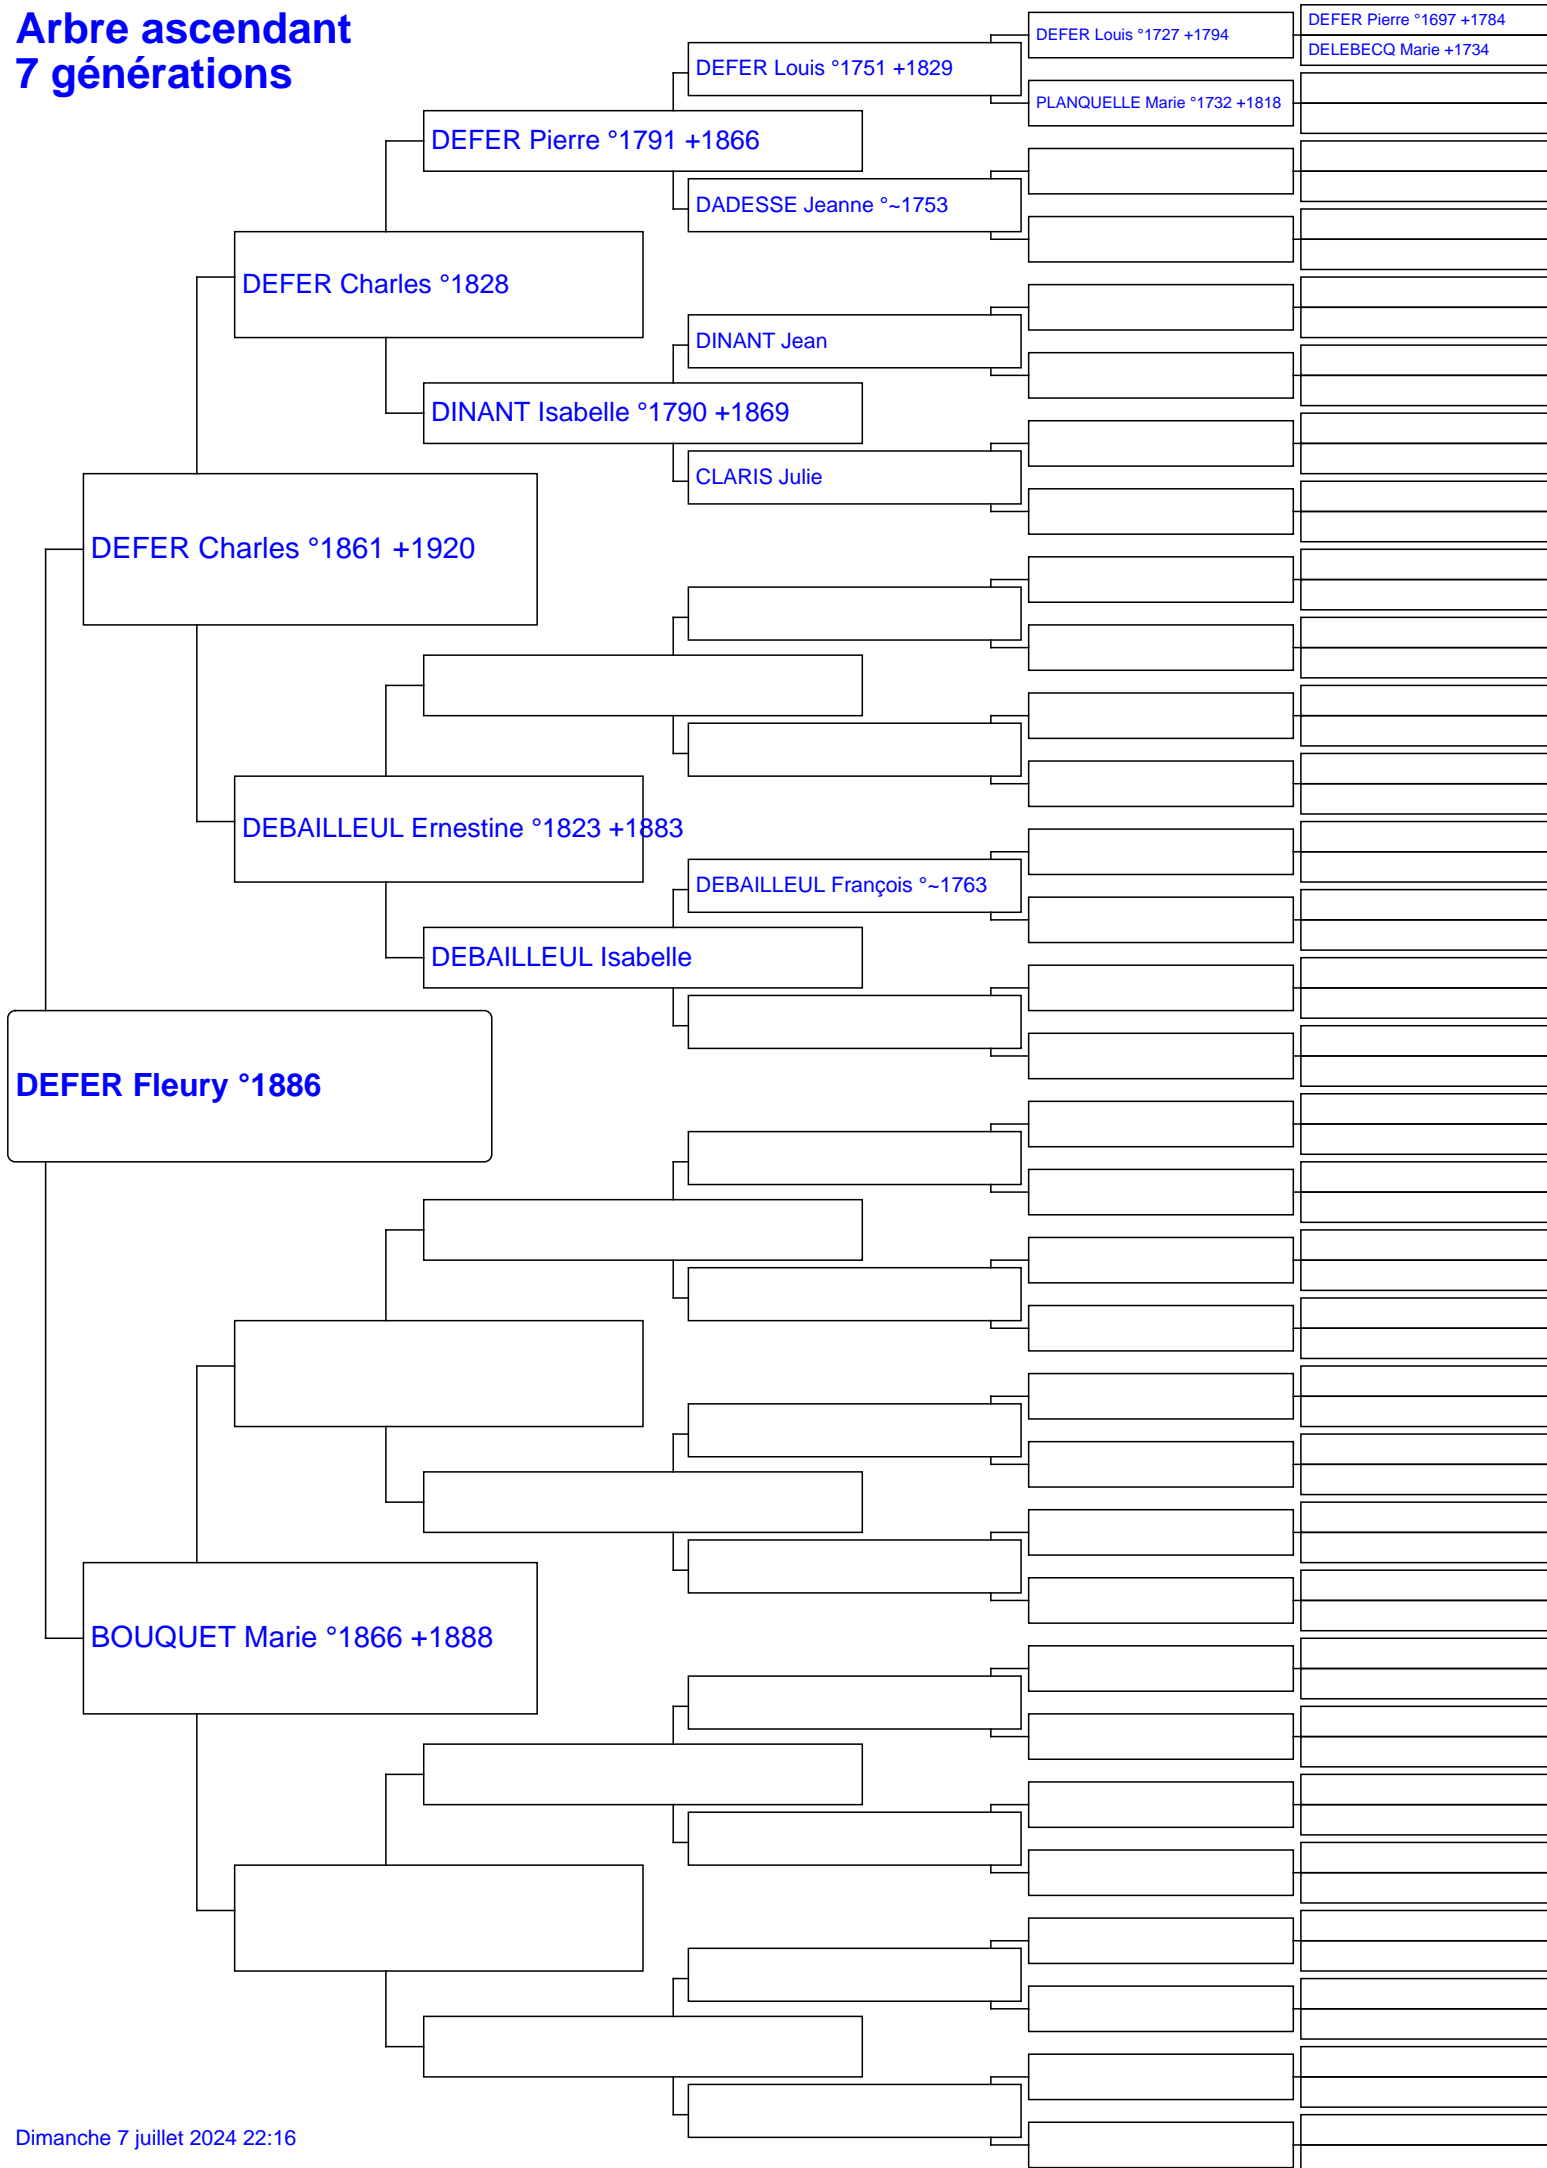 Arbre ascendant
7 générations
DEFER Louis °1727 +1794
DEFER Pierre °1697 +1784
DELEBECQ Marie +1734
DEFER Louis °1751 +1829
PLANQUELLE Marie °1732 +1818
DEFER Pierre °1791 +1866
DADESSE Jeanne °~1753
DEFER Charles °1828
DINANT Jean
DINANT Isabelle °1790 +1869
CLARIS Julie
DEFER Charles °1861 +1920
DEBAILLEUL Ernestine °1823 +1883
DEBAILLEUL François °~1763
DEBAILLEUL Isabelle
DEFER Fleury °1886
BOUQUET Marie °1866 +1888
Dimanche 7 juillet 2024 22:16